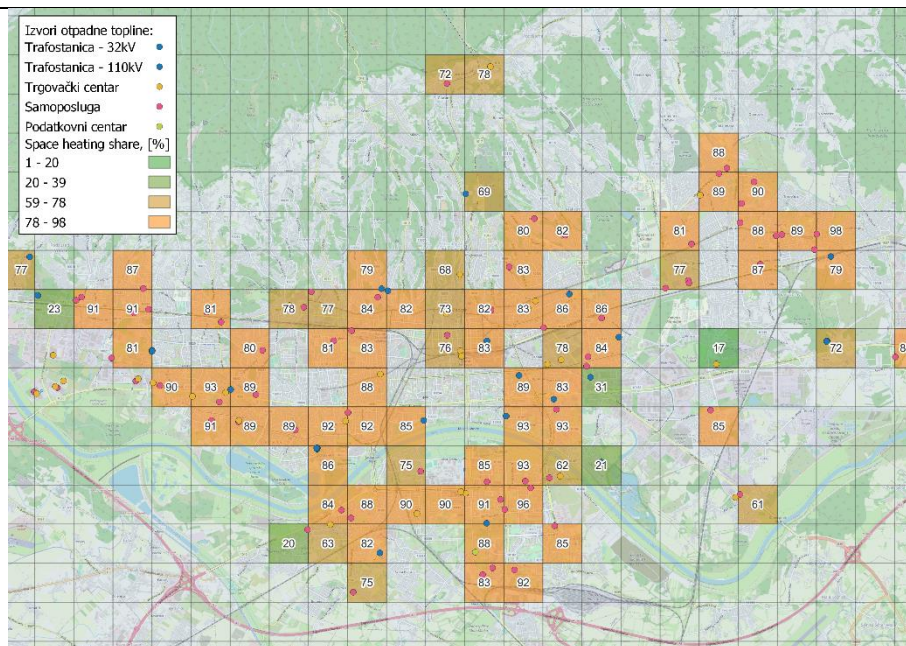 Izvori otpadne topline:
Trafostanica - 32kV
Trafostanica - 110kV
Trgovački centar
Samoposluga
Podatkovni centar
Space heating share, [%]
1 - 20
20 - 39
59 - 78
78 - 98
72 78
88
69 89 90
80 82 81 88 89 98
77 87 79 68 83 77 87 79
23 91 91 81 78 77 84 82 73 82 83 86 86
81 80 81 83 76 83 78 84 17 72 8
90 93 89 88 89 83 31
91 89 89 92 92 85 93 93 85
86 75 85 93 62 21
84 88 90 90 91 96 61
20 63 82 88 85
75 83 92